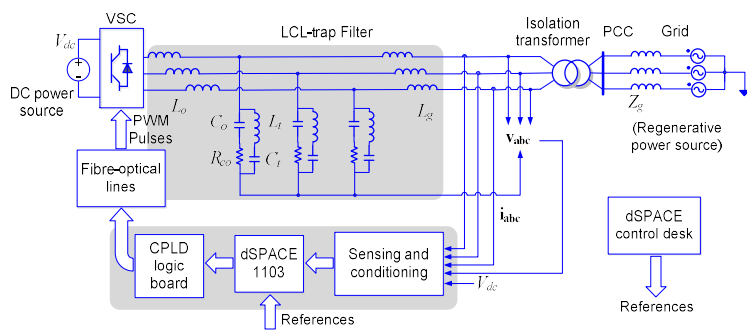 VSC
LCL-trap Filter
Isolation
transformer
PCC
Grid
Vdc
DC power
source
Lo
Lg
Zg
PWM
Pulses
Co
Lt
Rco
Ct
vabc
(Regenerative
power source)
Fibre-optical
lines
iabc
CPLD
logic
board
dSPACE
1103
Sensing and
conditioning
Vdc
dSPACE
control desk
References
References